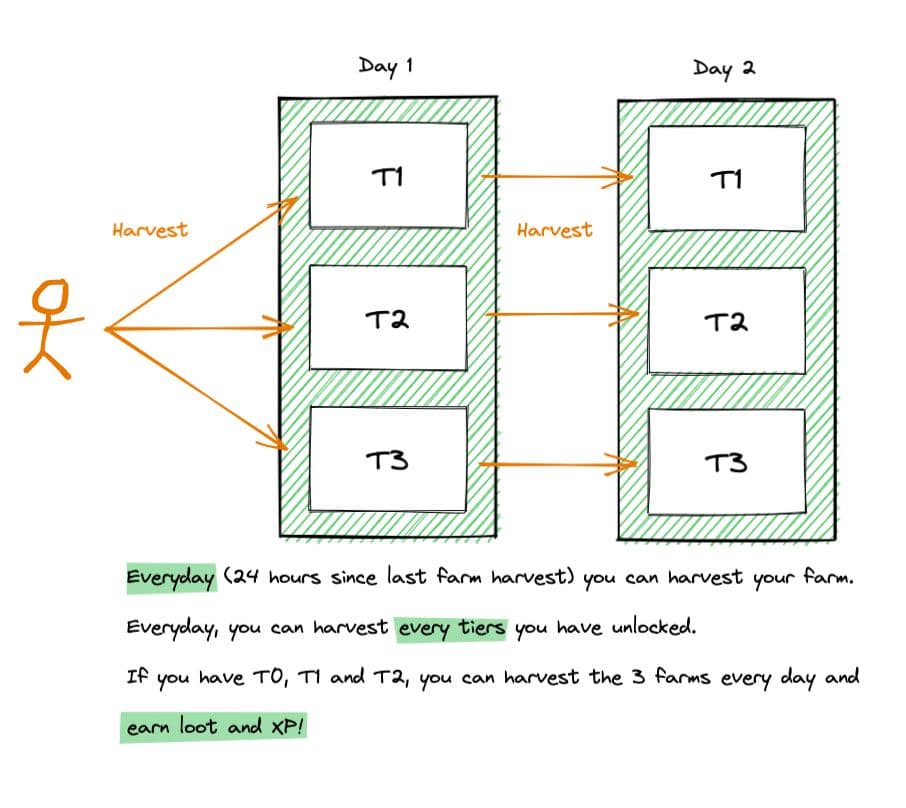 Day 1
Day 2
T1
T1
Harvest
Harvest
T2
T2
T3
T3
Everyday (24 hours since last farm harvest) you can harvest your farm.
Everyday, you can harvest every tiers you have unlocked.
If you have T0, T1 and T2, you can harvest the 3 farms every day and
earn loot and XP!